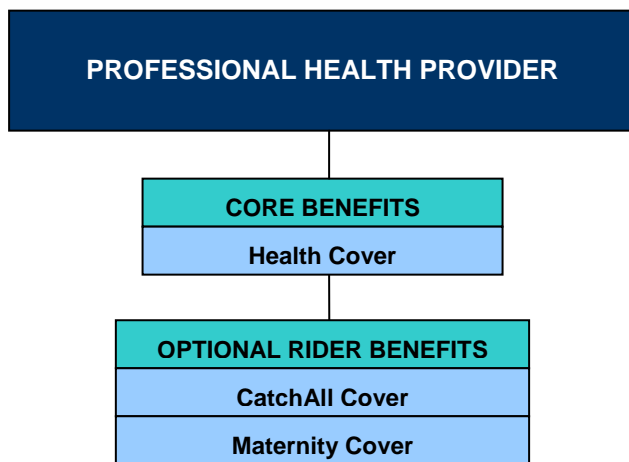 PROFESSIONAL HEALTH PROVIDER
CORE BENEFITS
Health Cover
OPTIONAL RIDER BENEFITS
CatchAll Cover
Maternity Cover